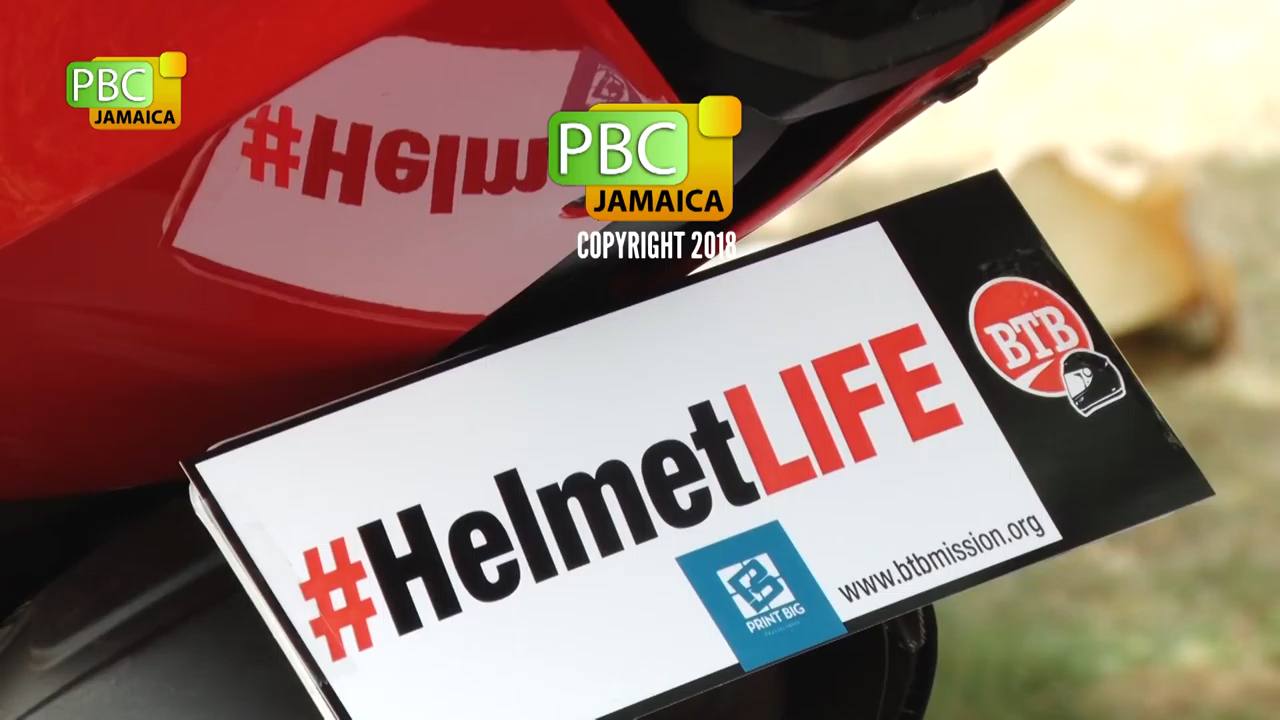 PBC
JAMAICA
#Helm
PBC
JAMAICA
COPYRIGHT 2018
#HelmetLIFE
BTB
www.btbmission.org
PRINT BIG